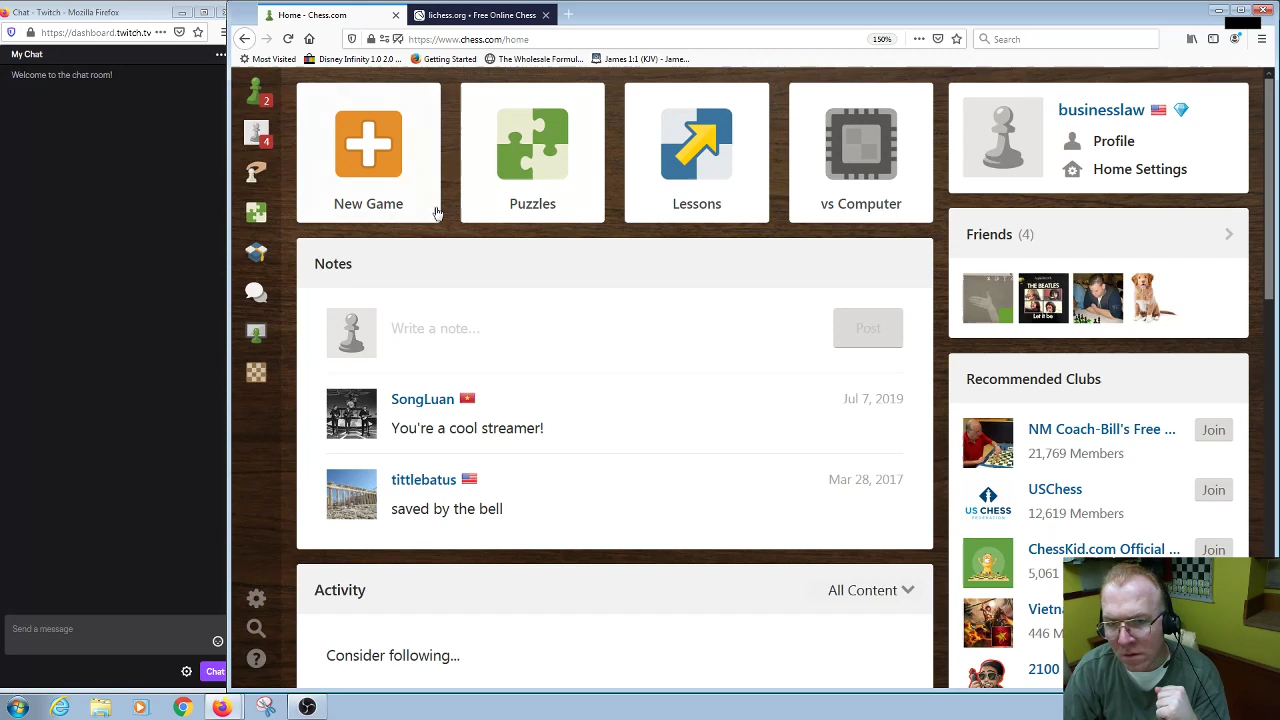 Chat - Twitch - Mozilla Firefox
Home - Chess.com
lichess.org • Free Online Chess
https://dashboard.twitch.tv
https://www.chess.com/home
150%
Search
Most Visited
Disney Infinity 1.0 2.0 ...
Getting Started
The Wholesale Formul...
James 1:1 (KJV) - Jame...
My Chat
Welcome to the chat room!
2
4
New Game
Puzzles
Lessons
vs Computer
businesslaw
Profile
Home Settings
Notes
Friends (4)
THE BEATLES
Let it be
Write a note...
Post
Recommended Clubs
SongLuan
Jul 7, 2019
You're a cool streamer!
NM Coach-Bill's Free ...
Join
21,769 Members
tittlebatus
Mar 28, 2017
saved by the bell
US CHESS
FEDERATION
USChess
Join
12,619 Members
ChessKid.com Official ...
Join
5,061
Activity
All Content
Vietn
446 M
Consider following...
2100
Send a message
Chat